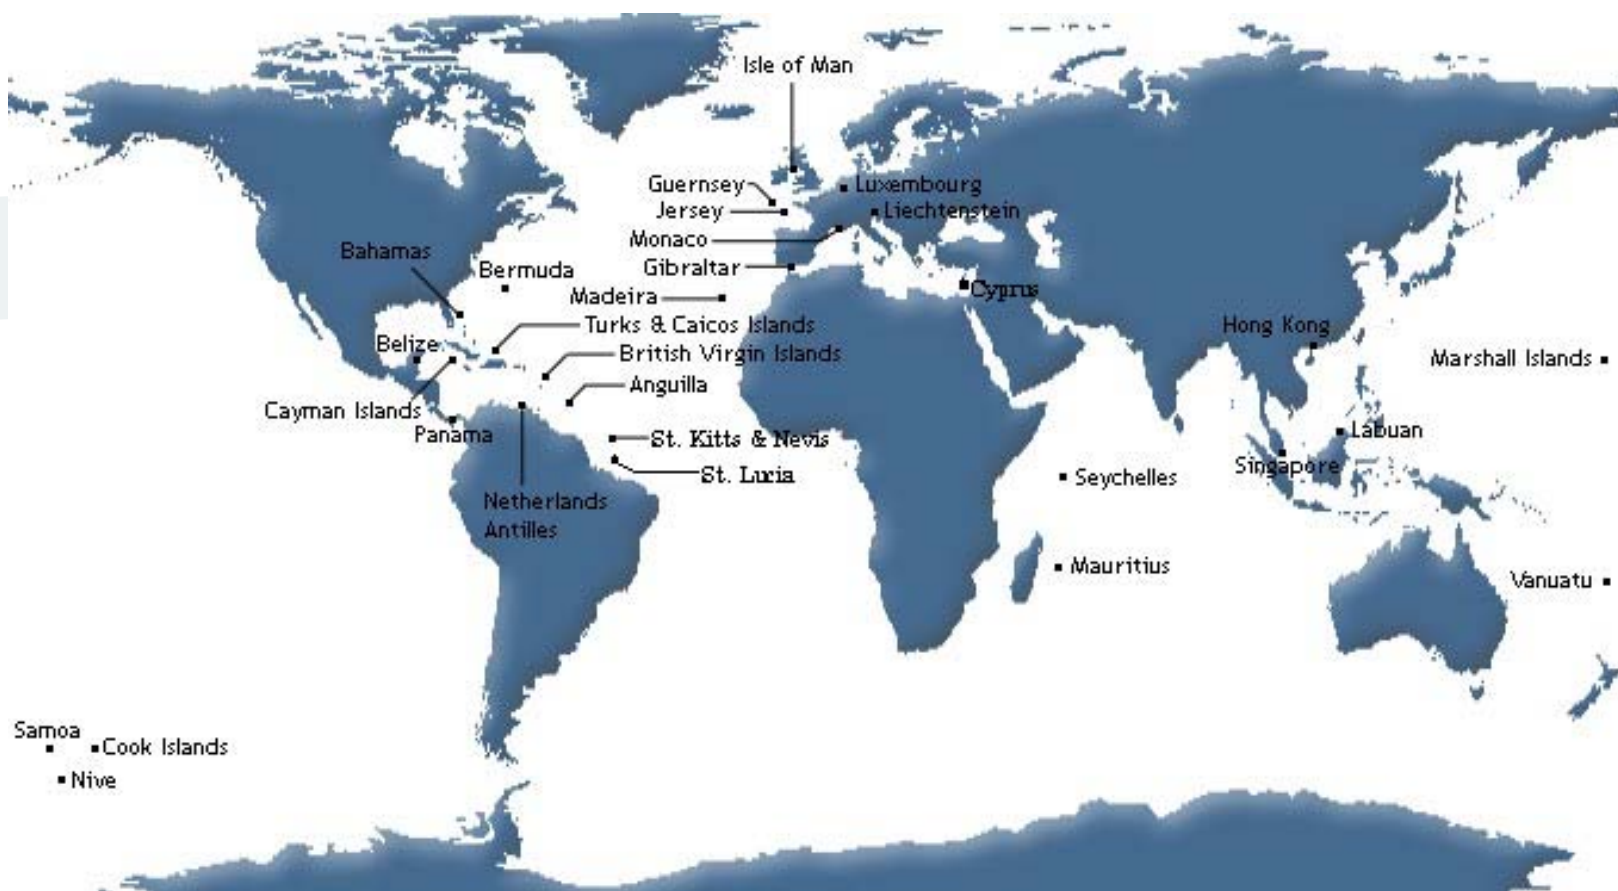 Isle of Man
Guernsey
Luxembourg
Jersey
Liechtenstein
Monaco
Bahamas
Gibraltar
Bermuda
Cyprus
Madeira
Turks & Caicos Islands
Hong Kong
Belize
British Virgin Islands
Marshall Islands
Anguilla
Cayman Islands
Panama
St. Kitts & Nevis
Labuan
Singapore
St. Luria
Seychelles
Netherlands
Antilles
Mauritius
Vanuatu
Samoa
Cook Islands
Nive